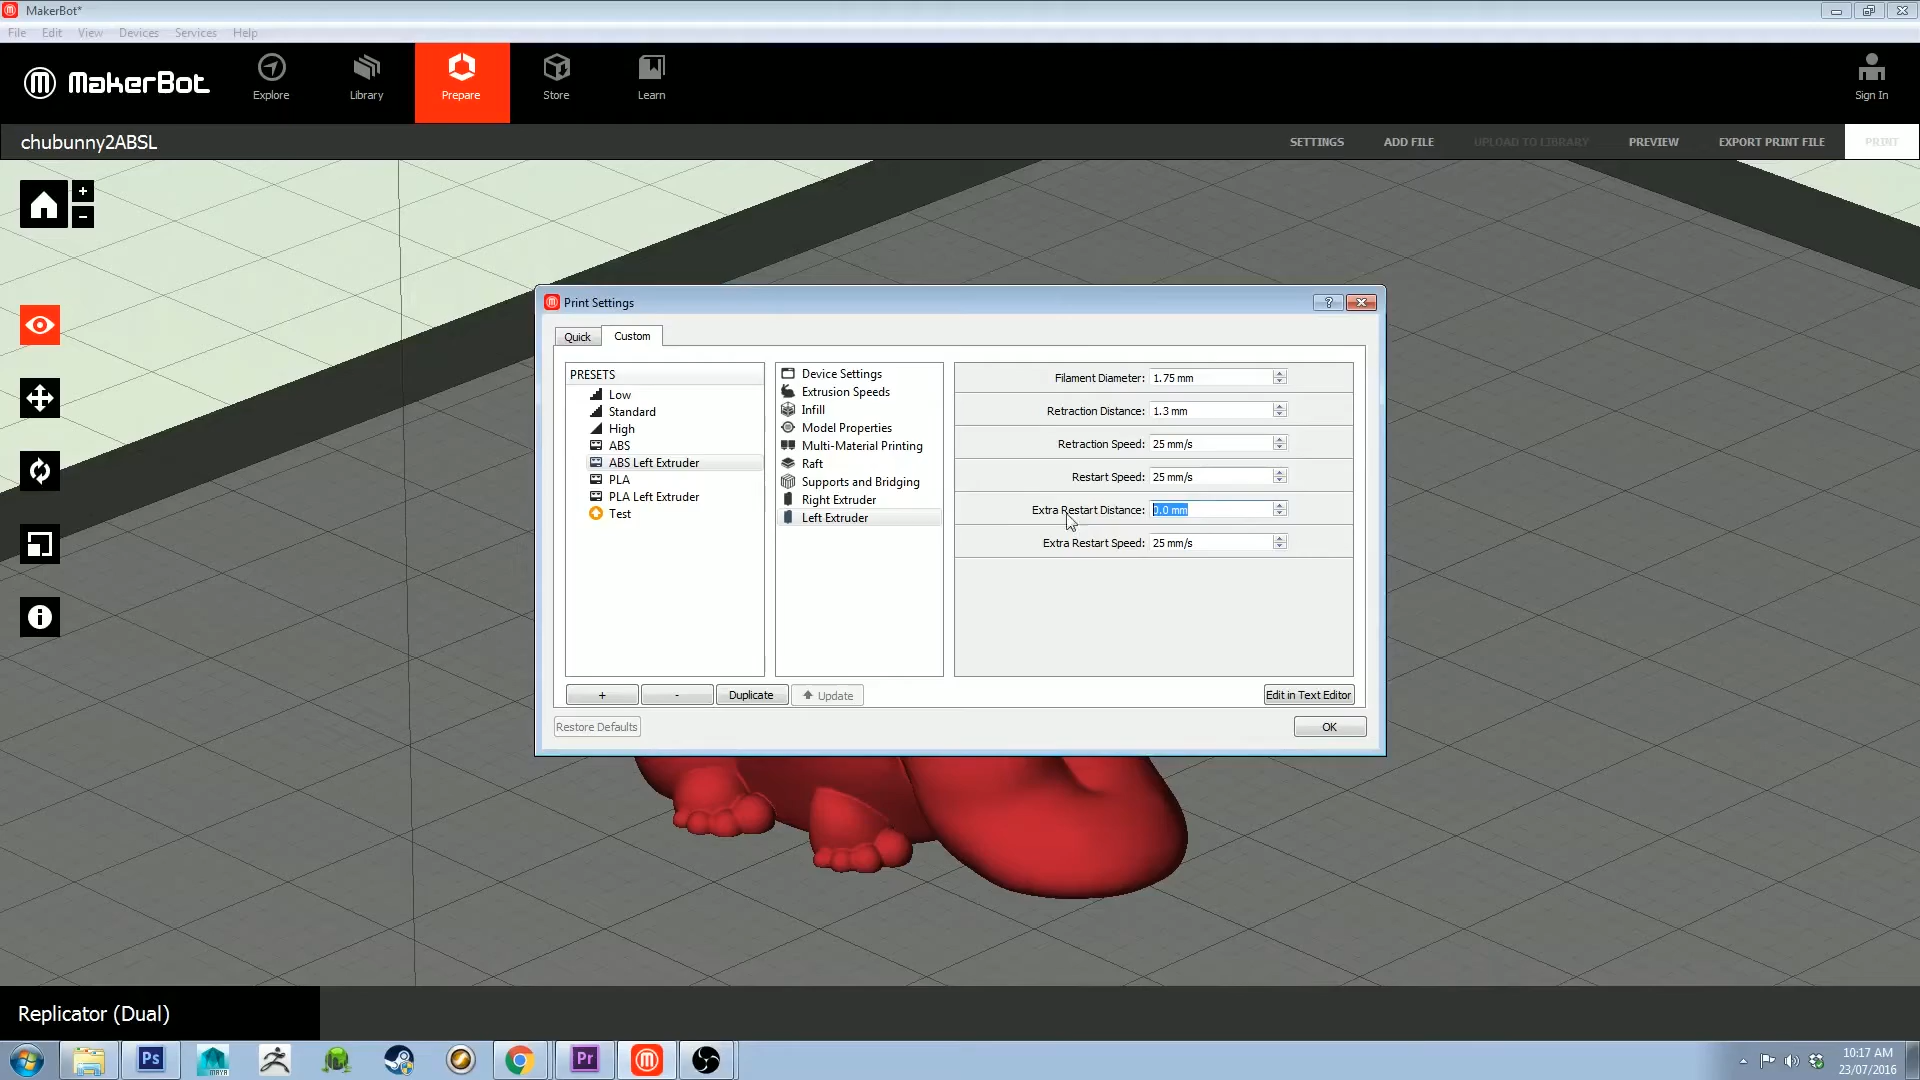 MakerBot*
File Edit View Devices Services Help
MakerBot
Explore
Library
Prepare
Store
Learn
Sign In
chubunny2ABSL
SETTINGS
ADD FILE
UPLOAD TO LIBRARY
PREVIEW
EXPORT PRINT FILE
PRINT
+
-
Print Settings
?
Quick
Custom
PRESETS
Low
Standard
High
ABS
ABS Left Extruder
PLA
PLA Left Extruder
Test
Device Settings
Extrusion Speeds
Infill
Model Properties
Multi-Material Printing
Raft
Supports and Bridging
Right Extruder
Left Extruder
Filament Diameter: 1.75 mm
Retraction Distance: 1.3 mm
Retraction Speed: 25 mm/s
Restart Speed: 25 mm/s
Extra Restart Distance: 0.0 mm
Extra Restart Speed: 25 mm/s
+
-
Duplicate
Update
Edit in Text Editor
Restore Defaults
OK
Replicator (Dual)
Ps
MAYA
Pr
10:17 AM
23/07/2016